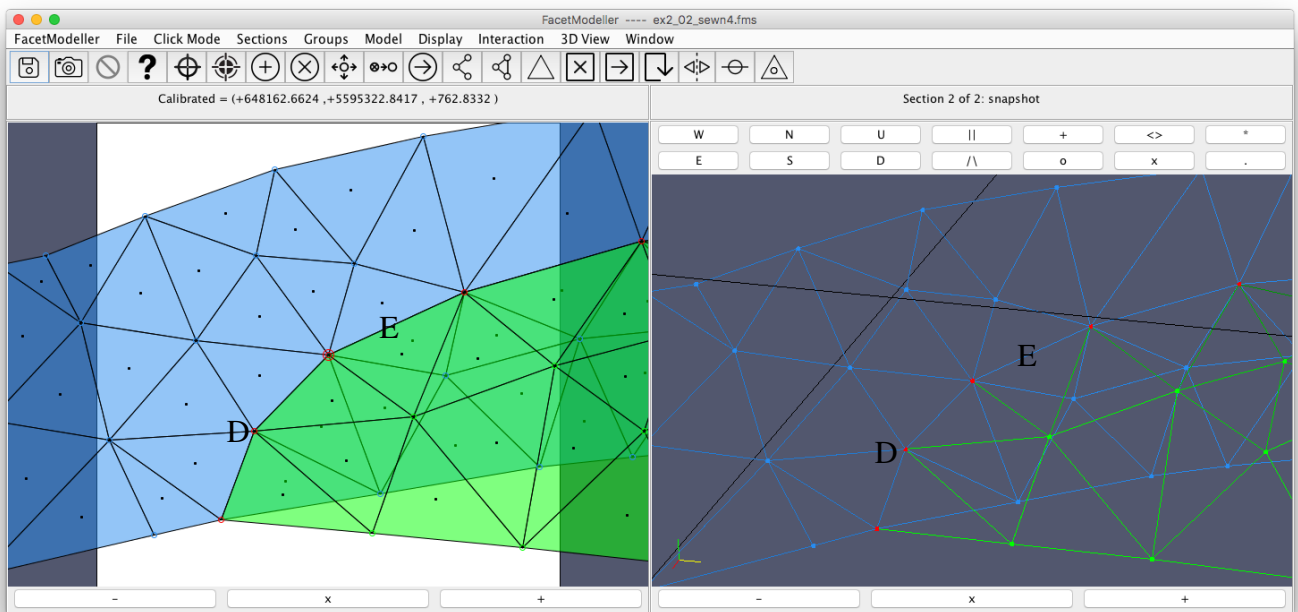 FacetModeller ---- ex2_02_sewn4.fms
FacetModeller File Click Mode Sections Groups Model Display Interaction 3D View Window
?
Calibrated = (+648162.6624 ,+5595322.8417 , +762.8332 )
Section 2 of 2: snapshot
W N U || + <> *
E S D /\ o x .
E
D
E
D
- x +
- x +